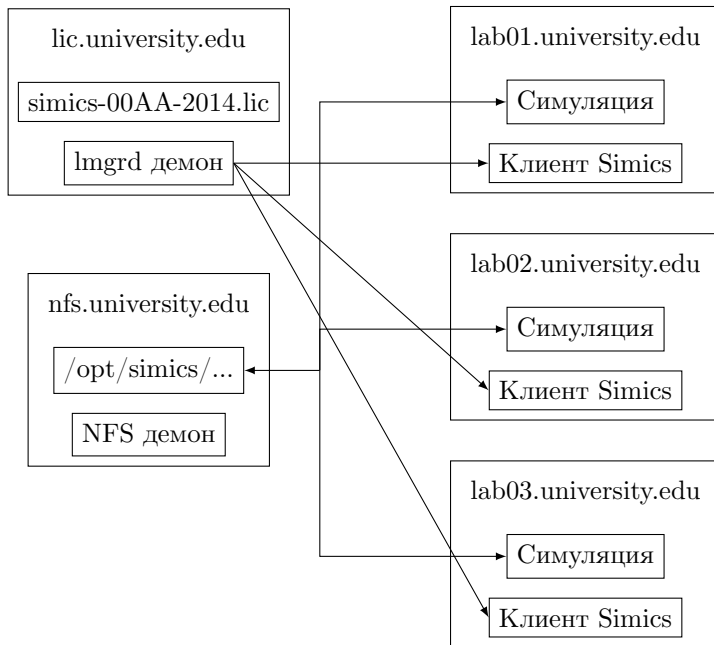 lic.university.edu
simics-00AA-2014.lic
lmgrd демон
nfs.university.edu
/opt/simics/...
NFS демон
lab01.university.edu
Симуляция
Клиент Simics
lab02.university.edu
Симуляция
Клиент Simics
lab03.university.edu
Симуляция
Клиент Simics